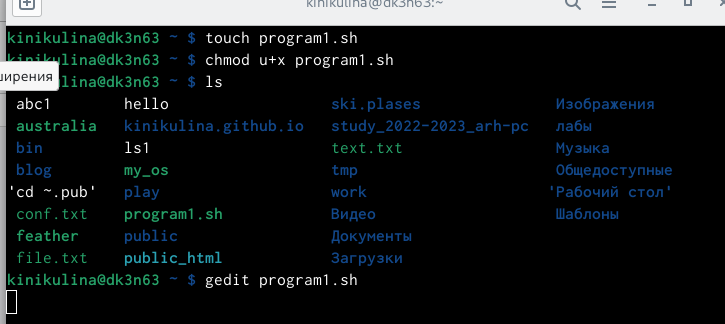 kinikulina@dk3n63:~
kinikulina@dk3n63 ~ $ touch program1.sh
kinikulina@dk3n63 ~ $ chmod u+x program1.sh
ширения
kulina@dk3n63 ~ $ ls
abc1 hello ski.plases Изображения
australia kinikulina.github.io study_2022-2023_arh-pc лабы
bin ls1 text.txt Музыка
blog my_os tmp Общедоступные
'cd ~.pub' play work 'Рабочий стол'
conf.txt program1.sh Видео Шаблоны
feather public Документы
file.txt public_html Загрузки
kinikulina@dk3n63 ~ $ gedit program1.sh